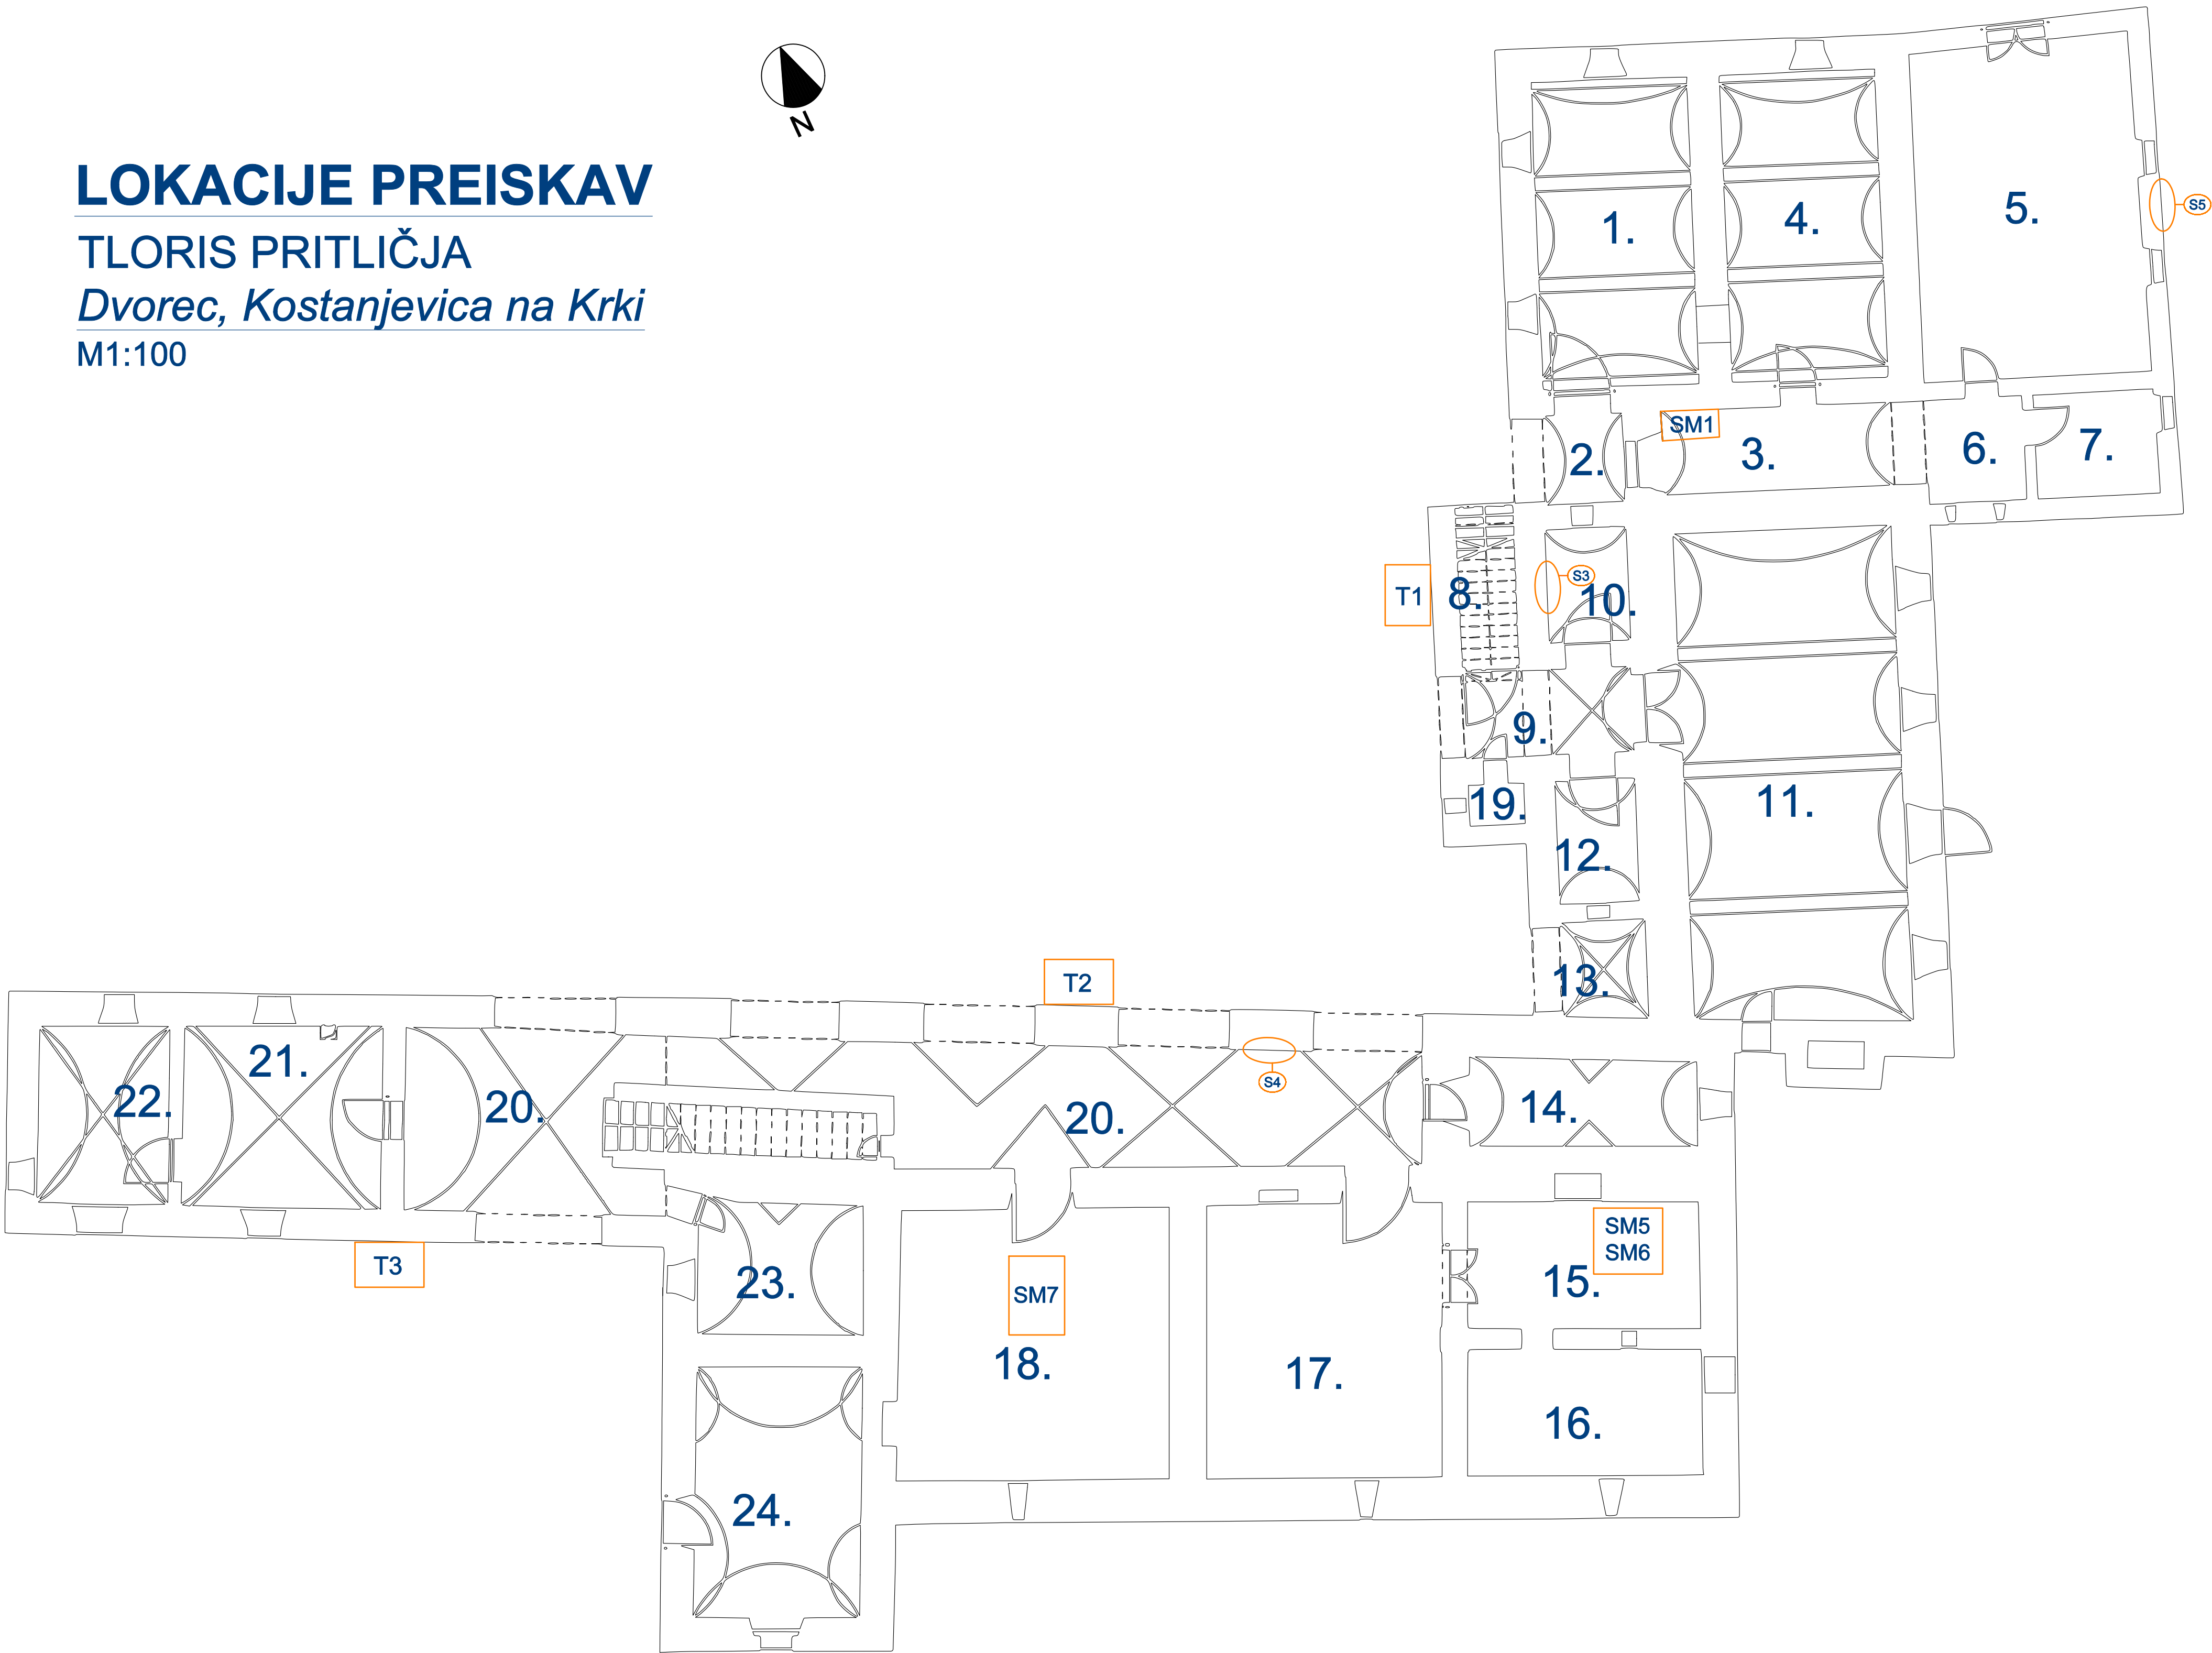 N
LOKACIJE PREISKAV
TLORIS PRITLIČJA
Dvorec, Kostanjevica na Krki
M1:100
1.
4.
5.
S5
SM1
2.
3.
6.
7.
T1
8.
S3
10.
9.
19.
11.
12.
13.
T2
S4
22.
21.
20.
20.
14.
T3
23.
SM7
18.
17.
SM5
SM6
15.
16.
24.